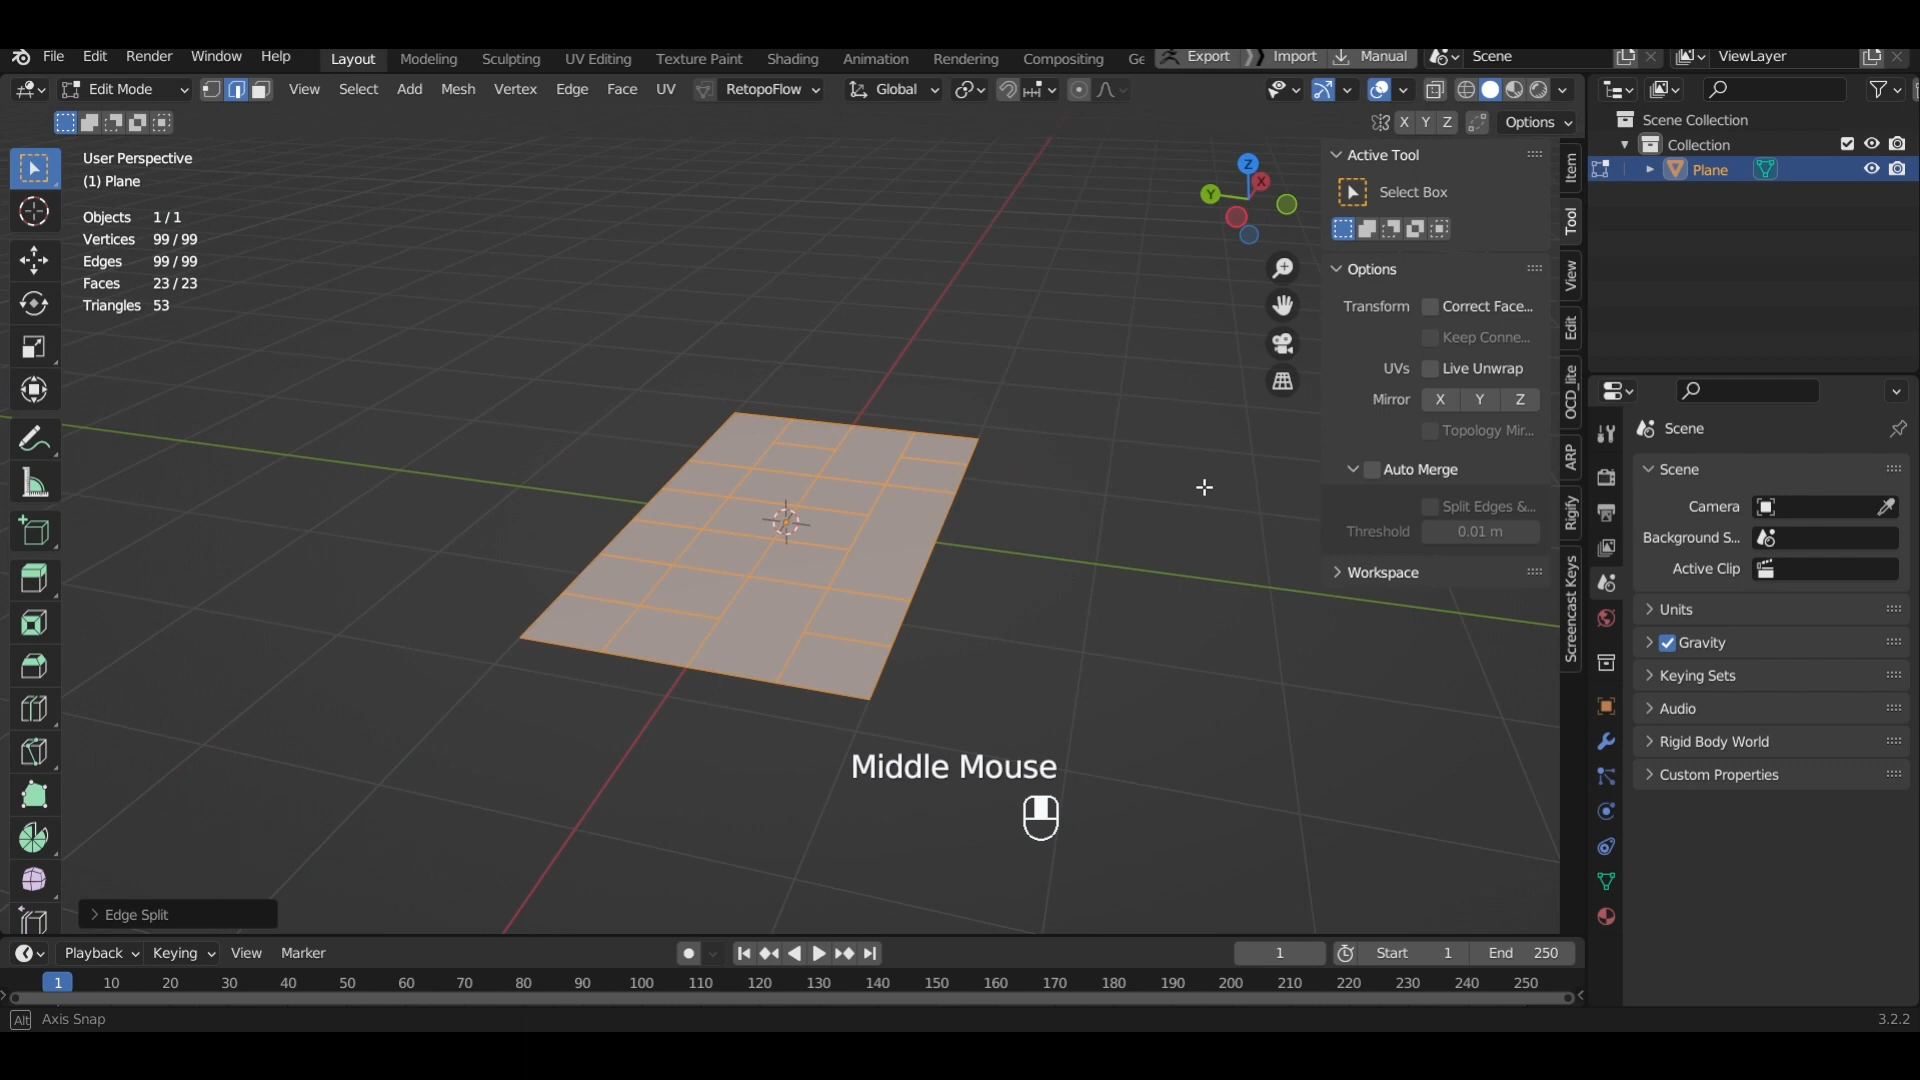 File Edit Render Window Help Layout Modeling Sculpting UV Editing Texture Paint Shading Animation Rendering Compositing Ge Export Import Manual Scene ViewLayer
Edit Mode View Select Add Mesh Vertex Edge Face UV RetopoFlow Global
X Y Z Options
User Perspective
(1) Plane
Objects 1 / 1
Vertices 99 / 99
Edges 99 / 99
Faces 23 / 23
Triangles 53
Z
X
Y
Active Tool
Select Box
Options
Transform Correct Face...
Keep Conne...
UVs Live Unwrap
Mirror X Y Z
Topology Mir...
Auto Merge
Split Edges &...
Threshold 0.01 m
Workspace
Item
Tool
View
Edit
OCD_lite
ARP
Rigify
Screencast Keys
Scene Collection
Collection
Plane
Scene
Scene
Camera
Background S...
Active Clip
Units
Gravity
Keying Sets
Audio
Rigid Body World
Custom Properties
Middle Mouse
Edge Split
Playback Keying View Marker 1 Start 1 End 250
1 10 20 30 40 50 60 70 80 90 100 110 120 130 140 150 160 170 180 190 200 210 220 230 240 250
Alt Axis Snap 3.2.2